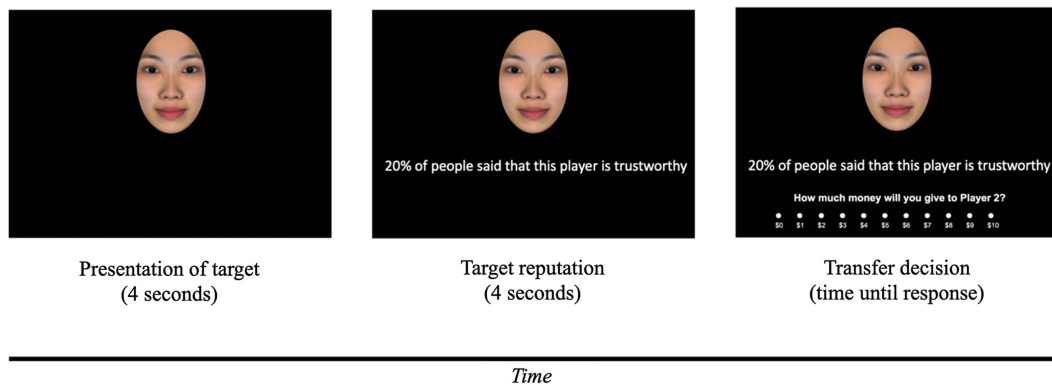 20% of people said that this player is trustworthy
20% of people said that this player is trustworthy
How much money will you give to Player 2?
$0 $1 $2 $3 $4 $5 $6 $7 $8 $9 $10
Presentation of target
(4 seconds)
Target reputation
(4 seconds)
Transfer decision
(time until response)
Time